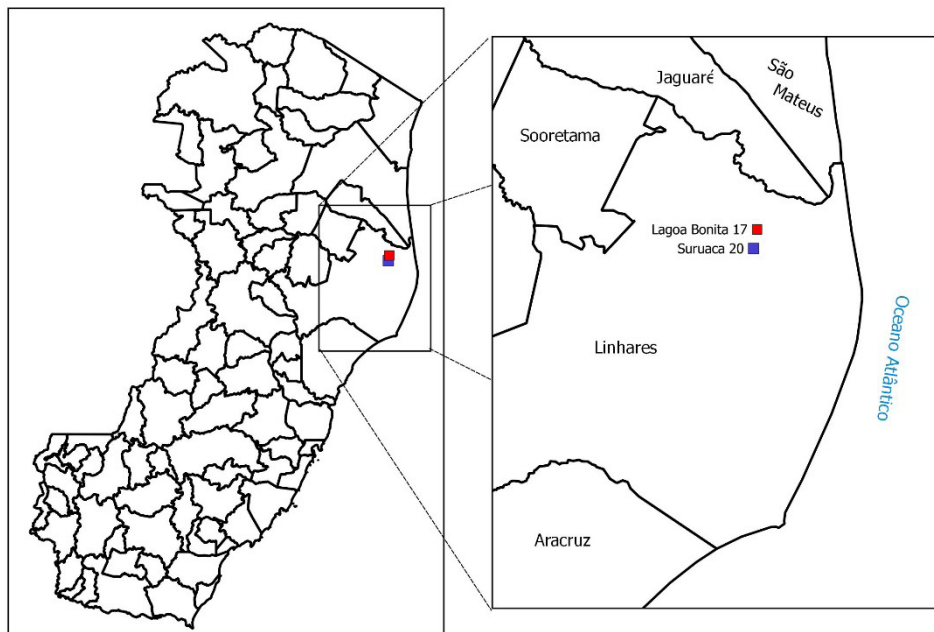 Jaguaré
São
Mateus
Sooretama
Lagoa Bonita 17
Suruaca 20
Linhares
Oceano Atlântico
Aracruz